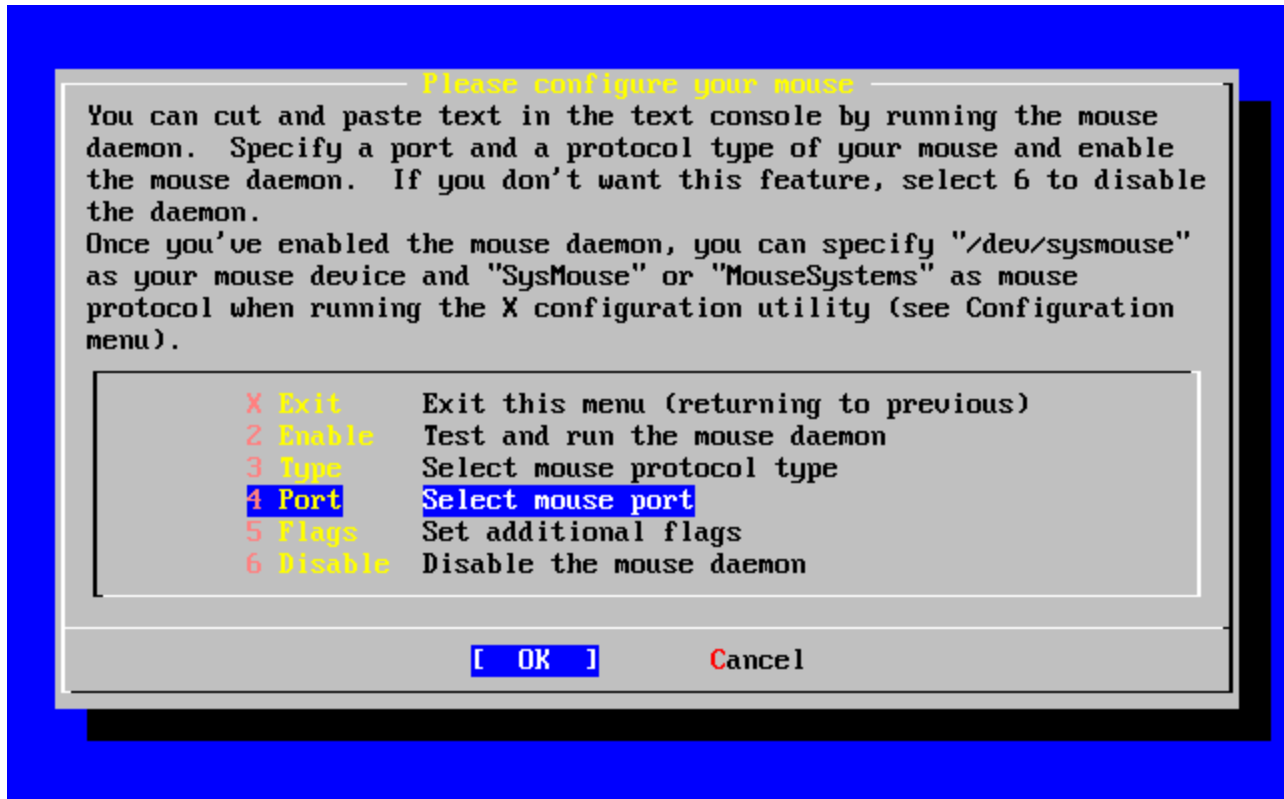 Please configure your mouse
You can cut and paste text in the text console by running the mouse
daemon.  Specify a port and a protocol type of your mouse and enable
the mouse daemon.  If you don't want this feature, select 6 to disable
the daemon.
Once you've enabled the mouse daemon, you can specify "/dev/sysmouse"
as your mouse device and "SysMouse" or "MouseSystems" as mouse
protocol when running the X configuration utility (see Configuration
menu).
X Exit     Exit this menu (returning to previous)
2 Enable   Test and run the mouse daemon
3 Type     Select mouse protocol type
4 Port     Select mouse port
5 Flags    Set additional flags
6 Disable  Disable the mouse daemon
[  OK  ]       Cancel